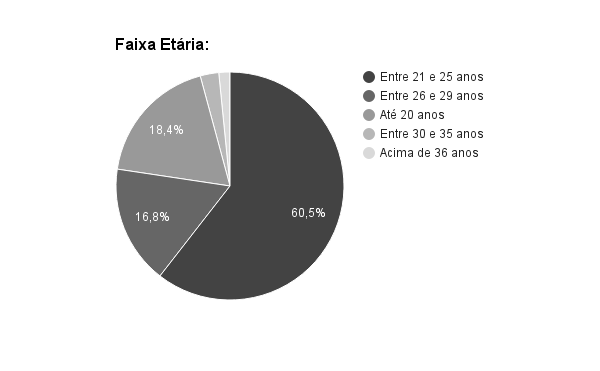 Faixa Etária:
Entre 21 e 25 anos
Entre 26 e 29 anos
Até 20 anos
Entre 30 e 35 anos
Acima de 36 anos
18,4%
16,8%
60,5%